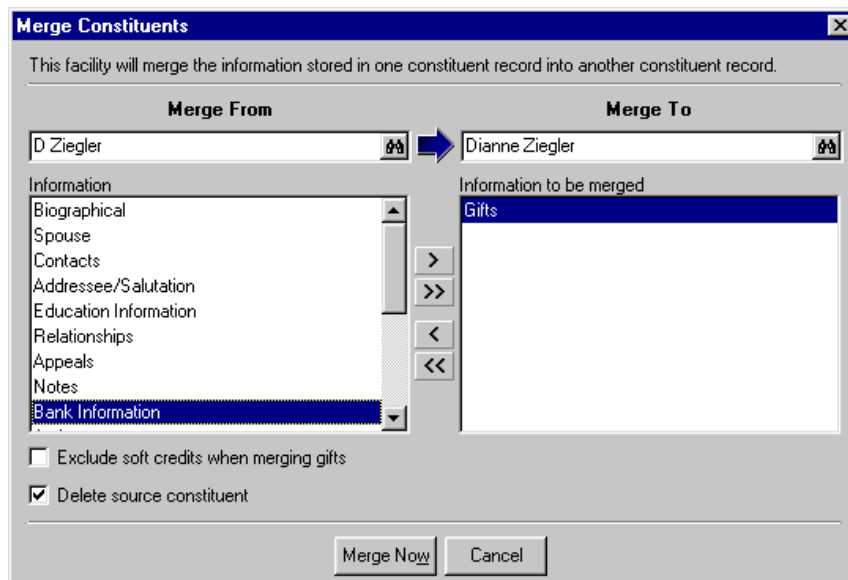 Merge Constituents
This facility will merge the information stored in one constituent record into another constituent record.
Merge From
Merge To
D Ziegler
Dianne Ziegler
Information
Information to be merged
Biographical
Spouse
Contacts
Addressee/Salutation
Education Information
Relationships
Appeals
Notes
Bank Information
Gifts
>
>>
<
<<
Exclude soft credits when merging gifts
Delete source constituent
Merge Now
Cancel